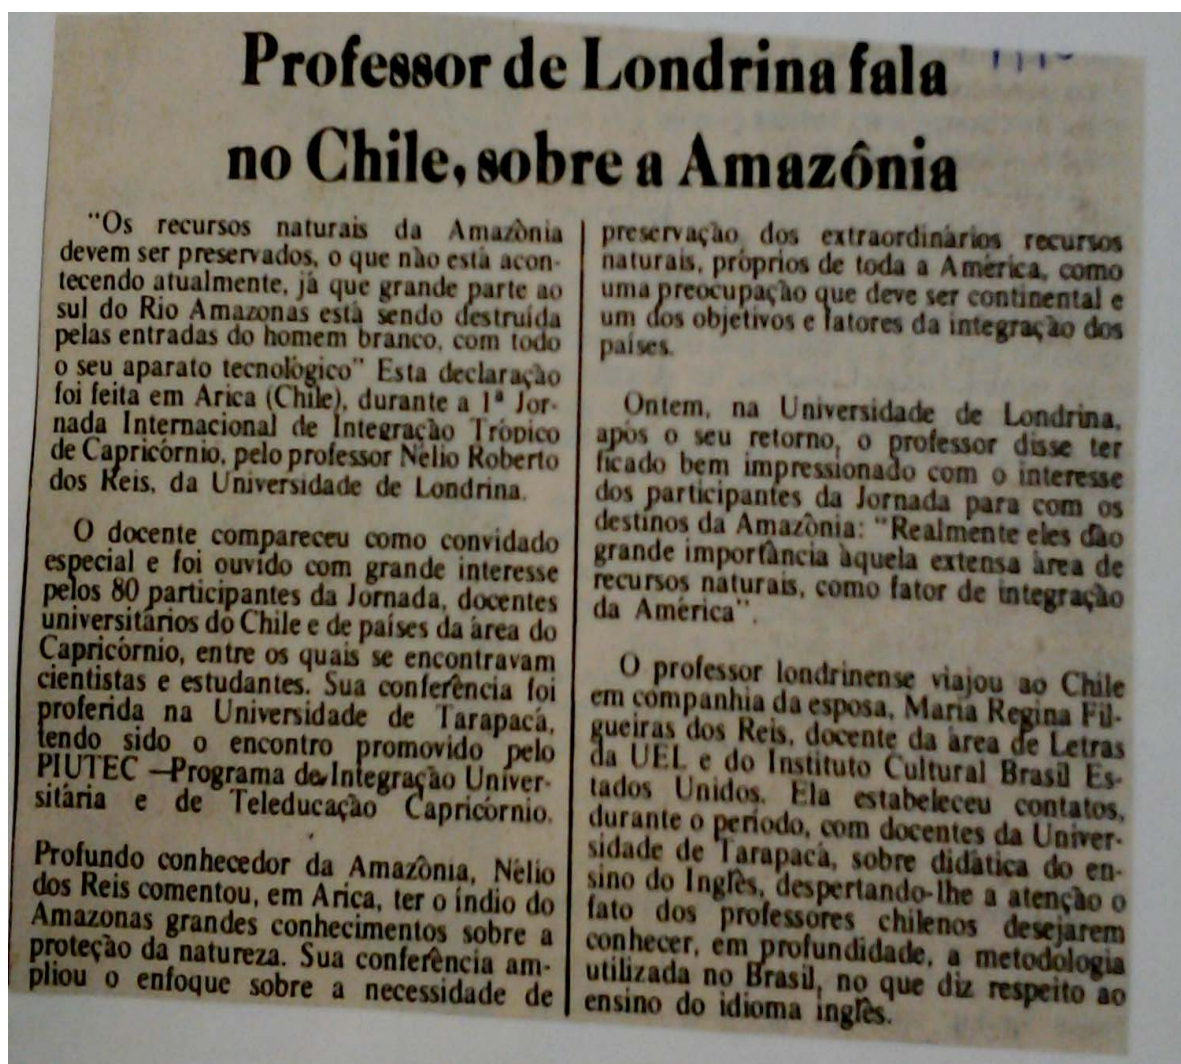 Professor de Londrina fala
no Chile, sobre a Amazônia
"Os recursos naturais da Amazônia
devem ser preservados, o que não está acon-
tecendo atualmente, já que grande parte ao
sul do Rio Amazonas está sendo destruída
pelas entradas do homem branco, com todo
o seu aparato tecnológico" Esta declaração
foi feita em Arica (Chile), durante a 1ª Jor-
nada Internacional de Integração Trópico
de Capricórnio, pelo professor Nélio Roberto
dos Reis, da Universidade de Londrina.
O docente compareceu como convidado
especial e foi ouvido com grande interesse
pelos 80 participantes da Jornada, docentes
universitários do Chile e de países da área do
Capricórnio, entre os quais se encontravam
cientistas e estudantes. Sua conferência foi
proferida na Universidade de Tarapacá,
tendo sido o encontro promovido pelo
PIUTEC —Programa de Integração Univer-
sitária e de Teleducação Capricórnio.
Profundo conhecedor da Amazônia, Nélio
dos Reis comentou, em Arica, ter o índio do
Amazonas grandes conhecimentos sobre a
proteção da natureza. Sua conferência am-
pliou o enfoque sobre a necessidade de
preservação dos extraordinários recursos
naturais, próprios de toda a América, como
uma preocupação que deve ser continental e
um dos objetivos e fatores da integração dos
países.
Ontem, na Universidade de Londrina,
após o seu retorno, o professor disse ter
ficado bem impressionado com o interesse
dos participantes da Jornada para com os
destinos da Amazônia: "Realmente eles dão
grande importância àquela extensa área de
recursos naturais, como fator de integração
da América".
O professor londrinense viajou ao Chile
em companhia da esposa, Maria Regina Fil-
gueiras dos Reis, docente da área de Letras
da UEL e do Instituto Cultural Brasil Es-
tados Unidos. Ela estabeleceu contatos,
durante o período, com docentes da Univer-
sidade de Tarapacá, sobre didática do en-
sino do Inglês, despertando-lhe a atenção o
fato dos professores chilenos desejarem
conhecer, em profundidade, a metodologia
utilizada no Brasil, no que diz respeito ao
ensino do idioma inglês.